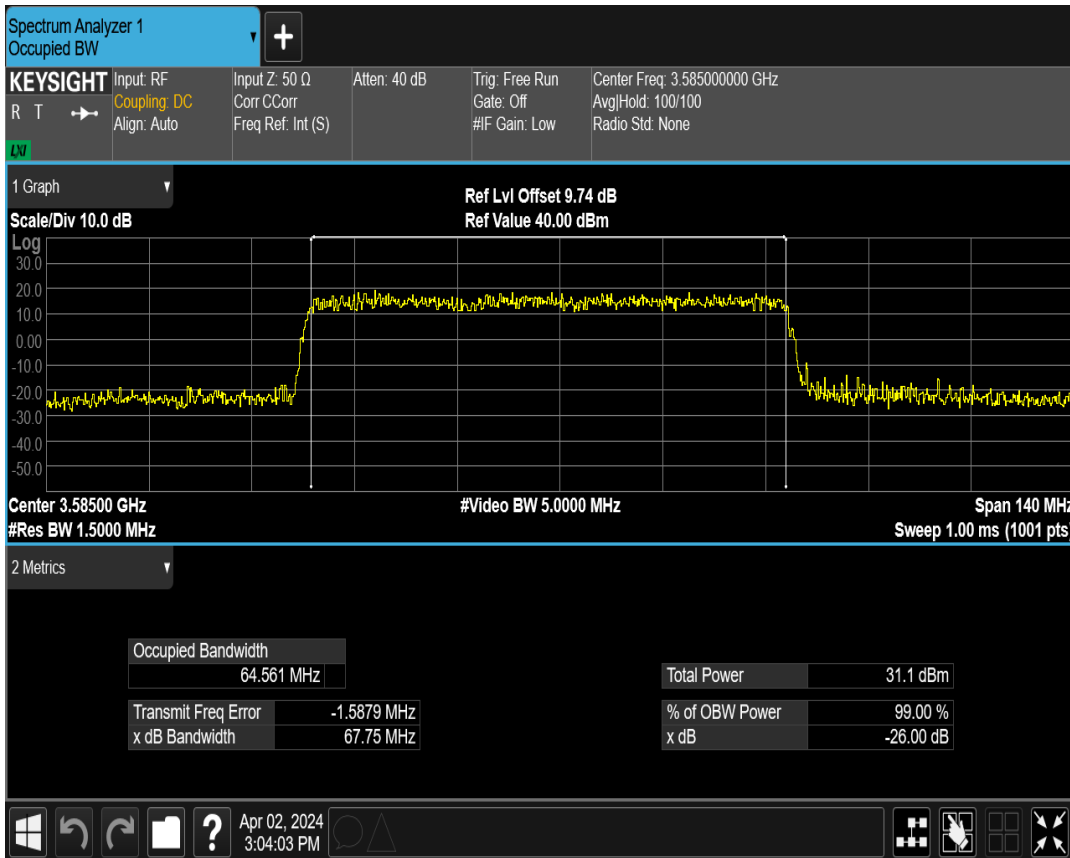 Spectrum Analyzer 1
Occupied BW
+
KEYSIGHT
R T
LXI
Input: RF
Coupling: DC
Align: Auto
Input Z: 50 Ω
Corr CCorr
Freq Ref: Int (S)
Atten: 40 dB
Trig: Free Run
Gate: Off
#IF Gain: Low
Center Freq: 3.585000000 GHz
Avg|Hold: 100/100
Radio Std: None
1 Graph
Scale/Div 10.0 dB
Ref Lvl Offset 9.74 dB
Ref Value 40.00 dBm
Log
30.0
20.0
10.0
0.00
-10.0
-20.0
-30.0
-40.0
-50.0
Center 3.58500 GHz
#Video BW 5.0000 MHz
Span 140 MHz
#Res BW 1.5000 MHz
Sweep 1.00 ms (1001 pts)
2 Metrics
Occupied Bandwidth
64.561 MHz
Total Power 31.1 dBm
Transmit Freq Error -1.5879 MHz
% of OBW Power 99.00 %
x dB Bandwidth 67.75 MHz
x dB -26.00 dB
?
Apr 02, 2024
3:04:03 PM